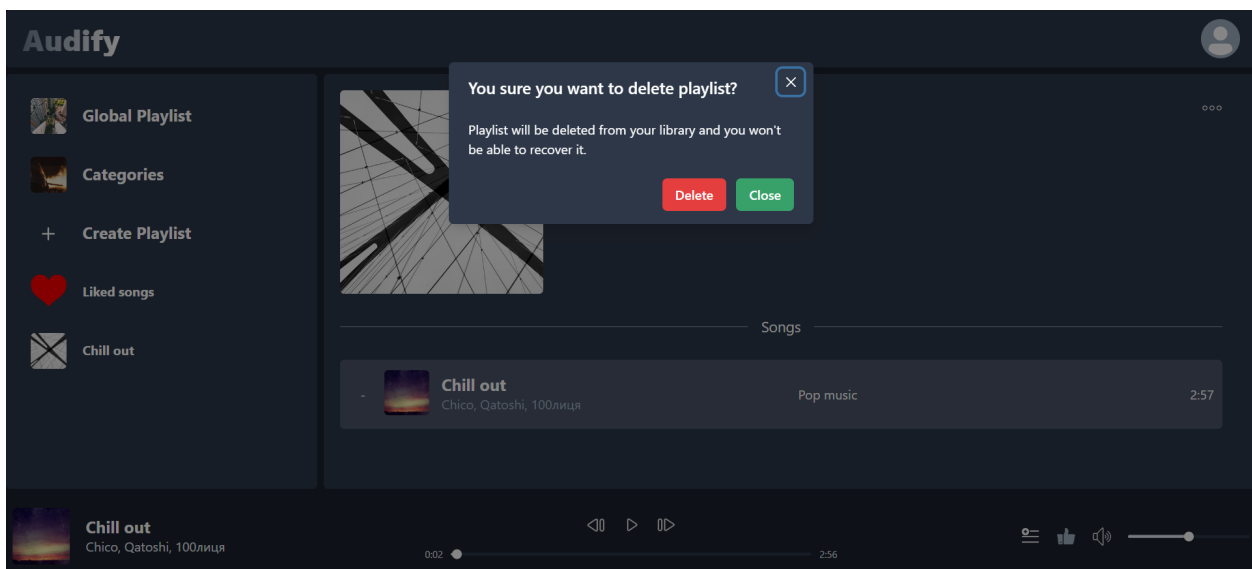 Audify
You sure you want to delete playlist?
Playlist will be deleted from your library and you won't
be able to recover it.
Delete
Close
Global Playlist
Categories
Create Playlist
Liked songs
Chill out
Songs
-
Chill out
Chico, Qatoshi, 100лиця
Pop music
2:57
Chill out
Chico, Qatoshi, 100лиця
0:02
2:56